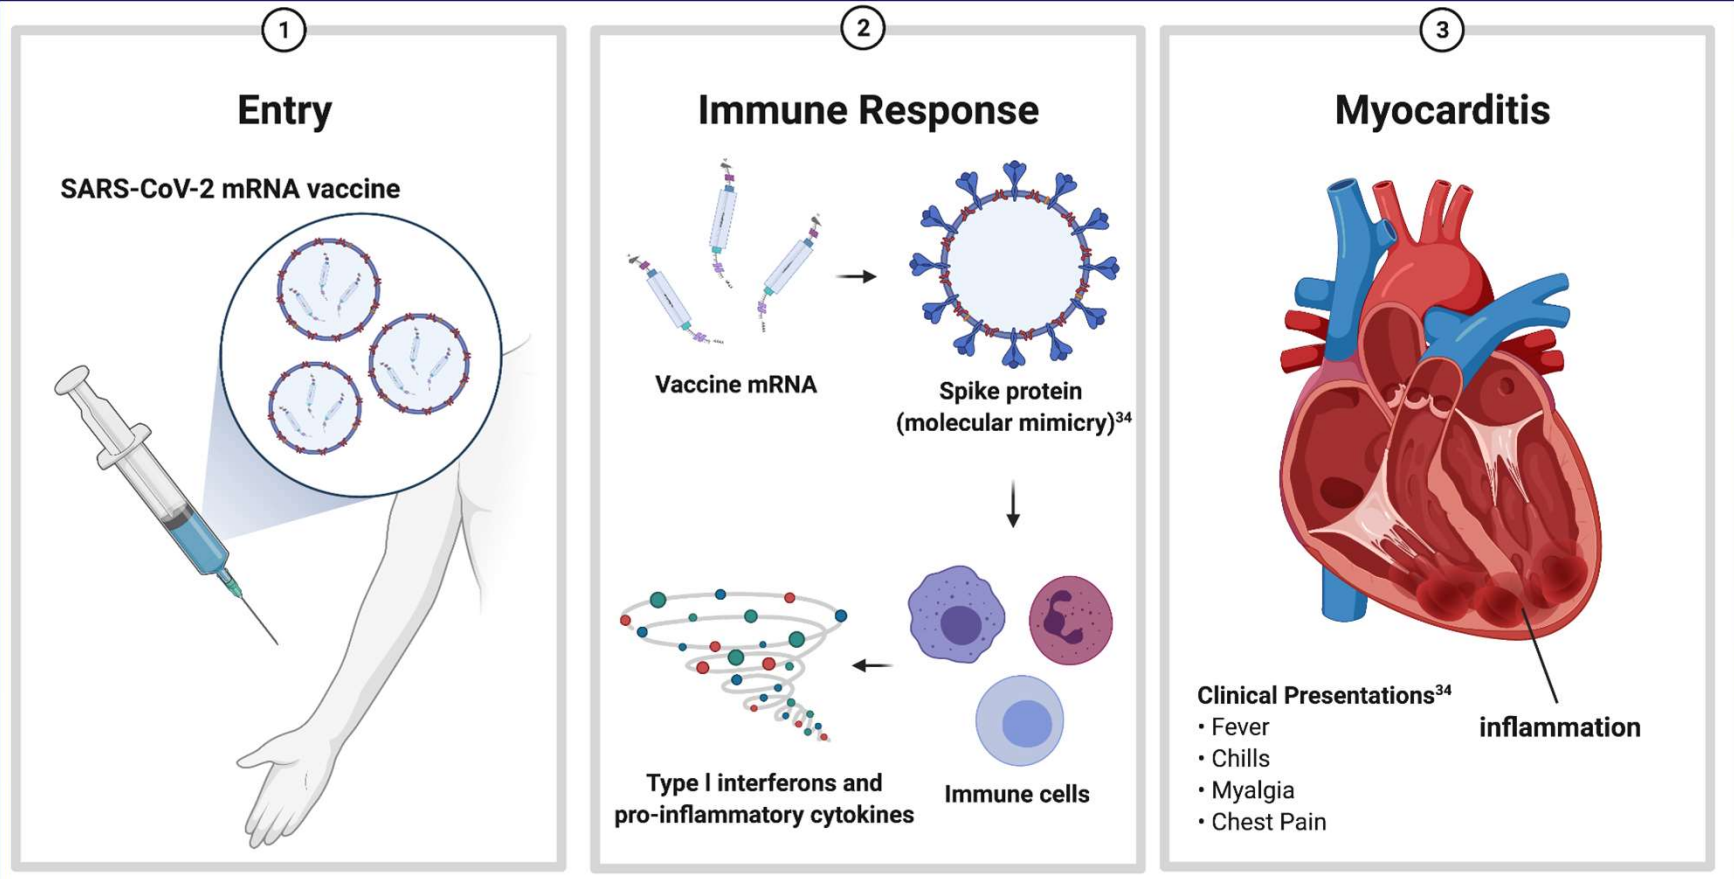 1
Entry
SARS-CoV-2 mRNA vaccine
2
Immune Response
Vaccine mRNA
Spike protein
(molecular mimicry)³⁴
Type I interferons and
pro-inflammatory cytokines
Immune cells
3
Myocarditis
Clinical Presentations³⁴
• Fever
• Chills
• Myalgia
• Chest Pain
inflammation